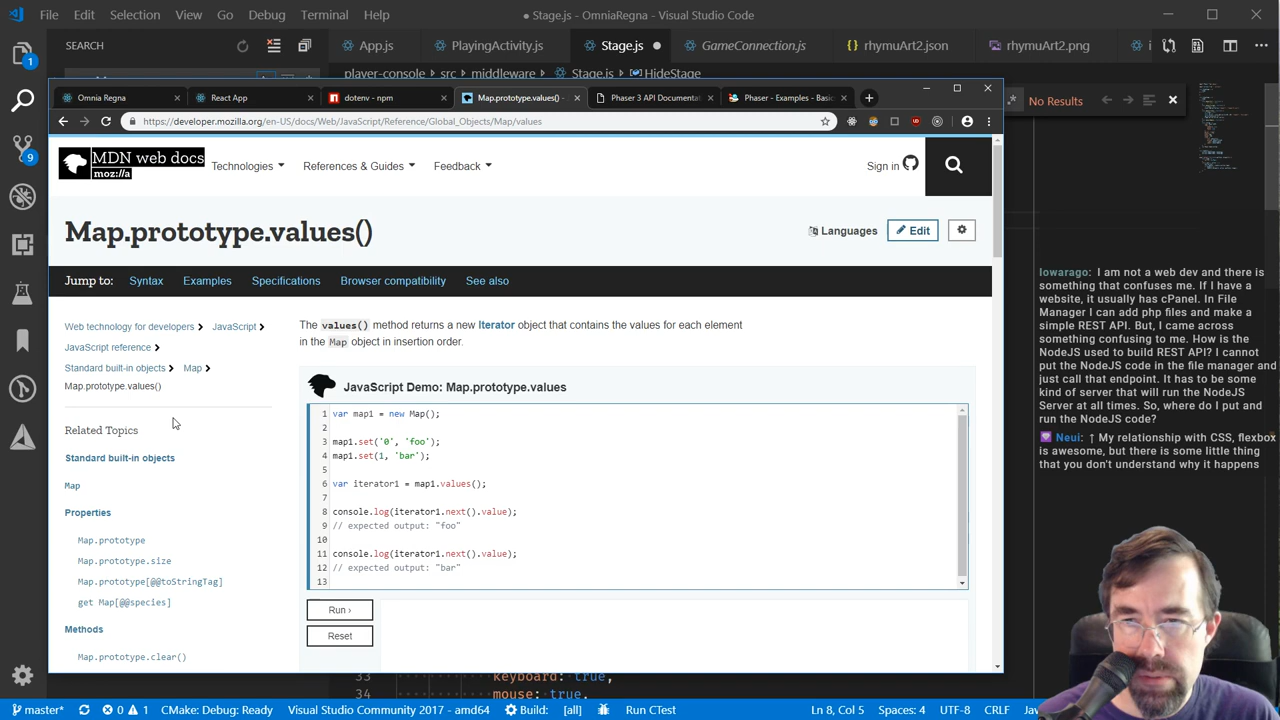 File Edit Selection View Go Debug Terminal Help ● Stage.js - OmniaRegna - Visual Studio Code
SEARCH App.js PlayingActivity.js Stage.js GameConnection.js rhymuArt2.json rhymuArt2.png i
player-console › src › middleware › Stage.js › HideStage
Omnia Regna React App dotenv - npm Map.prototype.values() - Phaser 3 API Documentat Phaser - Examples - Basic
No Results
https://developer.mozilla.org/en-US/docs/Web/JavaScript/Reference/Global_Objects/Map/values
MDN web docs
moz://a
Technologies References & Guides Feedback Sign in
Map.prototype.values()
Languages Edit
Jump to: Syntax Examples Specifications Browser compatibility See also
Web technology for developers JavaScript
JavaScript reference
Standard built-in objects Map
Map.prototype.values()
Related Topics
Standard built-in objects
Map
Properties
Map.prototype
Map.prototype.size
Map.prototype[@@toStringTag]
get Map[@@species]
Methods
Map.prototype.clear()
The values() method returns a new Iterator object that contains the values for each element
in the Map object in insertion order.
JavaScript Demo: Map.prototype.values
1 var map1 = new Map();
2
3 map1.set('0', 'foo');
4 map1.set(1, 'bar');
5
6 var iterator1 = map1.values();
7
8 console.log(iterator1.next().value);
9 // expected output: "foo"
10
11 console.log(iterator1.next().value);
12 // expected output: "bar"
13
Run ›
Reset
33 keyboard: true,
34 mouse: true,
lowarago: I am not a web dev and there is
something that confuses me. If I have a
website, it usually has cPanel. In File
Manager I can add php files and make a
simple REST API. But, I came across
something confusing to me. How is the
NodeJS used to build REST API? I cannot
put the NodeJS code in the file manager and
just call that endpoint. It has to be some
kind of server that will run the NodeJS
Server at all times. So, where do I put and
run the NodeJS code?
Neui: ↑ My relationship with CSS, flexbox
is awesome, but there is some little thing
that you don't understand why it happens
1
9
master* 0 1 CMake: Debug: Ready Visual Studio Community 2017 - amd64 Build: [all] Run CTest Ln 8, Col 5 Spaces: 4 UTF-8 CRLF